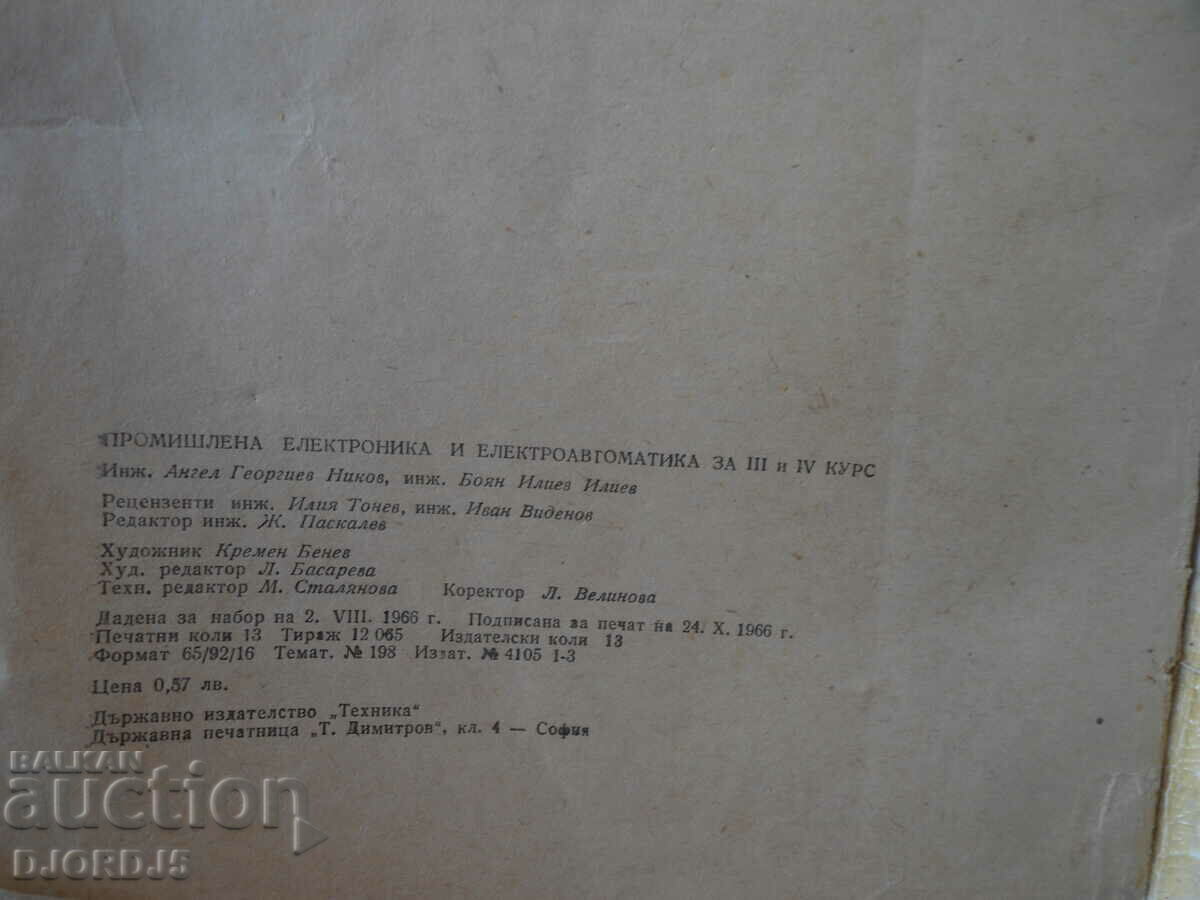 ПРОМИШЛЕНА ЕЛЕКТРОНИКА И ЕЛЕКТРОАВТОМАТИКА ЗА III и IV КУРС
Инж. Ангел Георгиев Ников, инж. Боян Илиев Илиев
Рецензенти инж. Илия Тонев, инж. Иван Виденов
Редактор инж. Ж. Паскалев
Художник Кремен Бенев
Худ. редактор Л. Басарева
Техн. редактор М. Сталянова Коректор Л. Велинова
Дадена за набор на 2. VIII. 1966 г. Подписана за печат на 24. X. 1966 г.
Печатни коли 13 Тираж 12 065 Издателски коли 13
Формат 65/92/16 Темат. № 198 Издат. № 4105 1-3
Цена 0,57 лв.
Държавно издателство „Техника“
Държавна печатница „Т. Димитров“, кл. 4 — София
BALKAN
auction
DJORDJ5